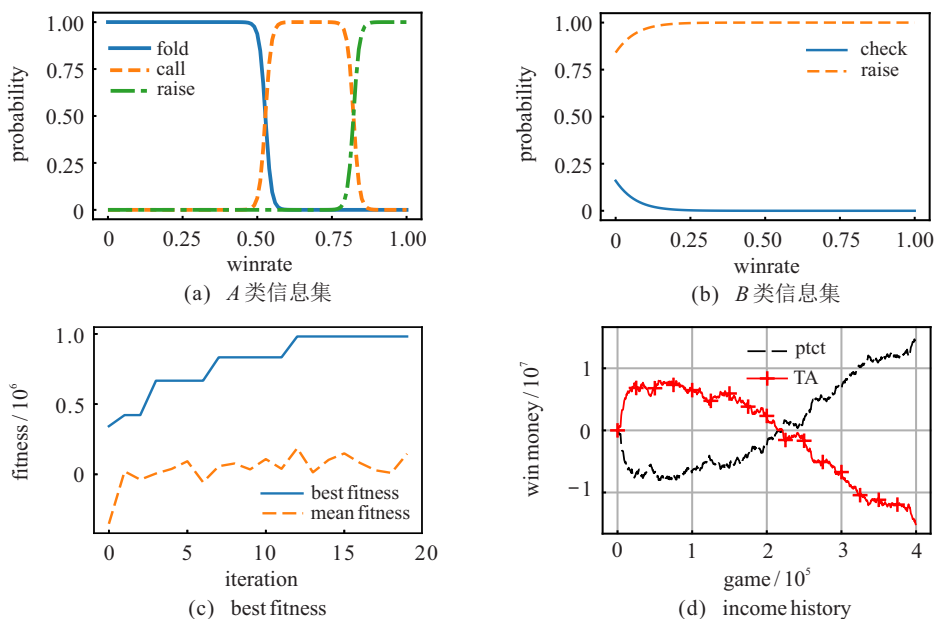 1.00
0.75
0.50
0.25
0
probability
fold
call
raise
0 0.25 0.50 0.75 1.00
winrate
(a) A 类信息集
1.00
0.75
0.50
0.25
0
probability
check
raise
0 0.25 0.50 0.75 1.00
winrate
(b) B 类信息集
1.0
0.5
0
fitness / 10⁶
best fitness
mean fitness
0 5 10 15 20
iteration
(c) best fitness
1
0
−1
win money / 10⁷
ptct
TA
0 1 2 3 4
game / 10⁵
(d) income history